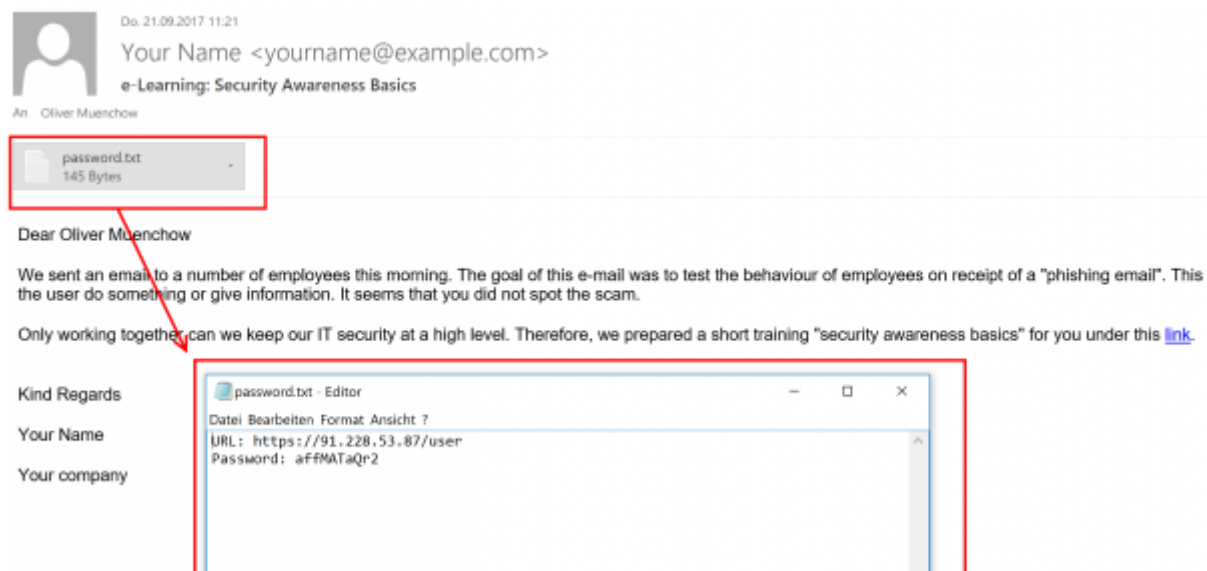 Do. 21.09.2017 11:21
Your Name <yourname@example.com>
e-Learning: Security Awareness Basics
An Oliver Muenchow
password.txt
145 Bytes
Dear Oliver Muenchow
We sent an email to a number of employees this morning. The goal of this e-mail was to test the behaviour of employees on receipt of a "phishing email". This
the user do something or give information. It seems that you did not spot the scam.
Only working together can we keep our IT security at a high level. Therefore, we prepared a short training "security awareness basics" for you under this link.
Kind Regards
Your Name
Your company
password.txt - Editor
Datei Bearbeiten Format Ansicht ?
URL: https://91.228.53.87/user
Password: affMATaQr2